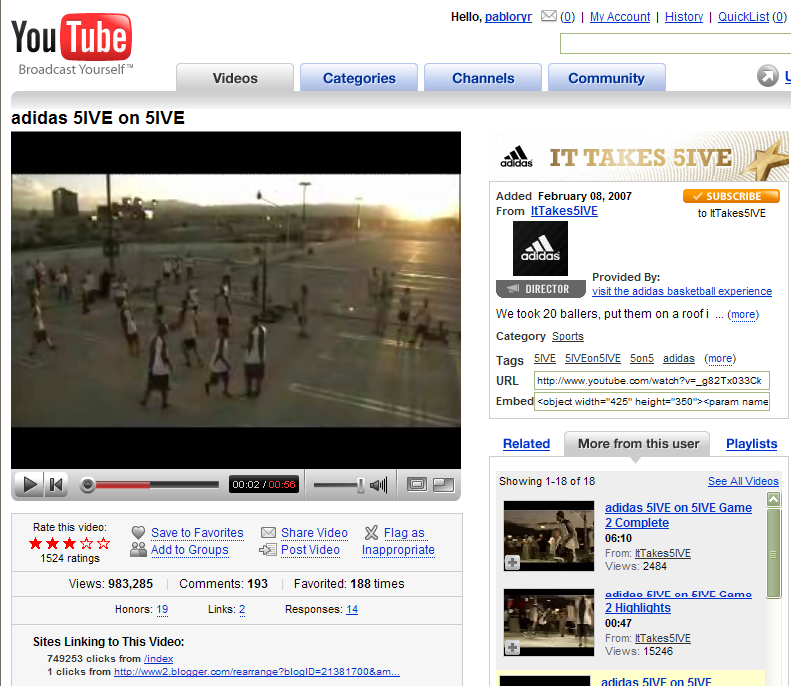 Hello, pabloryr (0) | My Account | History | QuickList (0)
You Tube
Broadcast Yourself™
Videos
Categories
Channels
Community
adidas 5IVE on 5IVE
adidas
IT TAKES 5IVE
Added February 08, 2007
From ItTakes5IVE
SUBSCRIBE
to ItTakes5IVE
adidas
DIRECTOR
Provided By:
visit the adidas basketball experience
We took 20 ballers, put them on a roof i ... (more)
Category Sports
Tags 5IVE 5IVEon5IVE 5on5 adidas (more)
URL http://www.youtube.com/watch?v=_g82Tx033Ck
Embed <object width="425" height="350"><param name
00:02 / 00:56
Rate this video:
1524 ratings
Save to Favorites
Add to Groups
Share Video
Post Video
Flag as
Inappropriate
Views: 983,285 | Comments: 193 | Favorited: 188 times
Honors: 19 Links: 2 Responses: 14
Sites Linking to This Video:
749253 clicks from /index
1 clicks from http://www2.blogger.com/rearrange?blogID=21381700&am...
Related
More from this user
Playlists
Showing 1-18 of 18
See All Videos
adidas 5IVE on 5IVE Game
2 Complete
06:10
From: ItTakes5IVE
Views: 2484
adidas 5IVE on 5IVE Game
2 Highlights
00:47
From: ItTakes5IVE
Views: 15246
adidas 5IVE on 5IVE